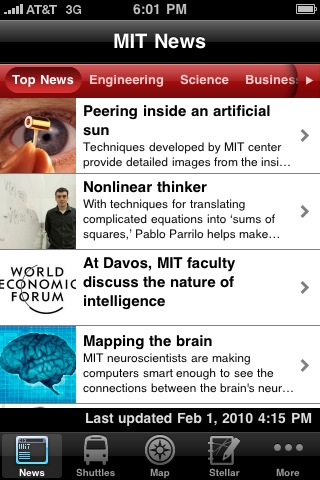 AT&T 3G 6:01 PM
MIT News
Top News Engineering Science Busines
Peering inside an artificial
sun
Techniques developed by MIT center
provide detailed images from the insi…
Nonlinear thinker
With techniques for translating
complicated equations into ‘sums of
squares,’ Pablo Parrilo helps make…
WORLD
ECONOMIC
FORUM
At Davos, MIT faculty
discuss the nature of
intelligence
Mapping the brain
MIT neuroscientists are making
computers smart enough to see the
connections between the brain's neur…
Last updated Feb 1, 2010 4:15 PM
News Shuttles Map Stellar More